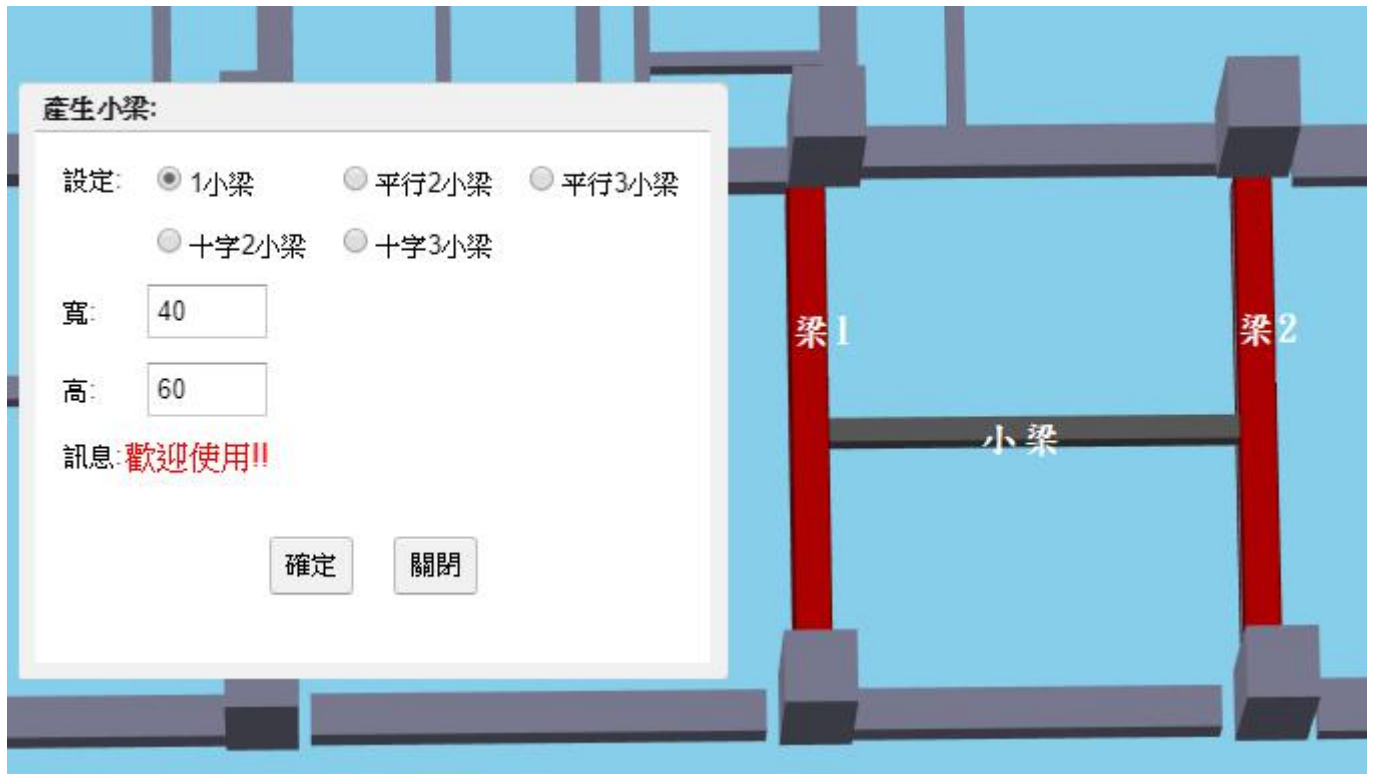 產生小梁:
設定: 1小梁 平行2小梁 平行3小梁
十字2小梁 十字3小梁
寬: 40
高: 60
訊息:歡迎使用!!
確定 關閉
梁1 梁2
小梁